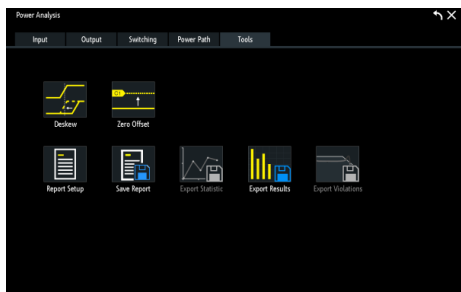 Power Analysis
Input Output Switching Power Path Tools
C1
Deskew Zero Offset
Report Setup Save Report Export Statistic Export Results Export Violations